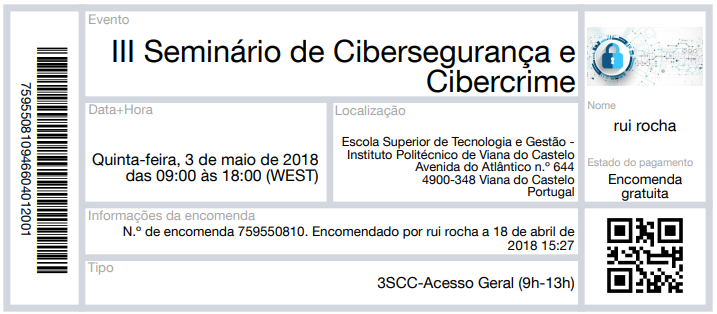 759550810946604012001
Evento
III Seminário de Cibersegurança e
Cibercrime
Data+Hora
Quinta-feira, 3 de maio de 2018
das 09:00 às 18:00 (WEST)
Localização
Escola Superior de Tecnologia e Gestão -
Instituto Politécnico de Viana do Castelo
Avenida do Atlântico n.º 644
4900-348 Viana do Castelo
Portugal
Informações da encomenda
N.º de encomenda 759550810. Encomendado por rui rocha a 18 de abril de
2018 15:27
Tipo
3SCC-Acesso Geral (9h-13h)
Nome
rui rocha
Estado do pagamento
Encomenda
gratuita